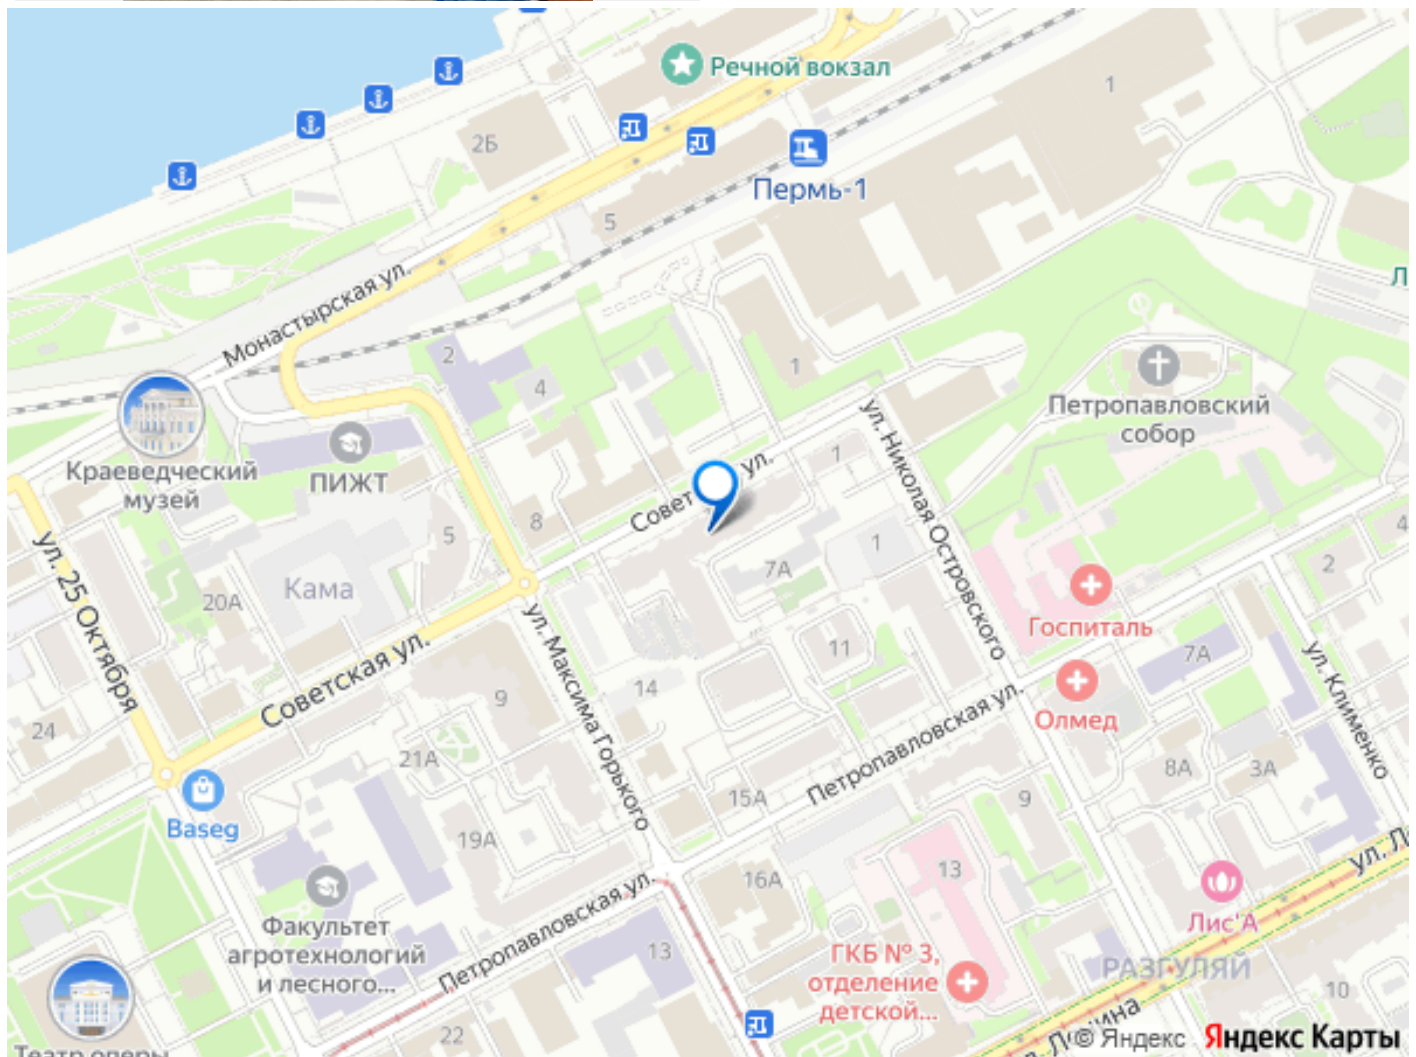 Речной вокзал
1
2Б
Пермь-1
5
Монастырская ул.
2
4
1
Петропавловский
собор
Краеведческий
музей
ПИЖТ
ул. Николая Островского
1
Совет
ул.
8
5
1
7А
4
2
Кама
20А
ул. 25 Октября
Госпиталь
11
7А
Советская ул.
ул. Максима Горького
14
9
ул. Клименко
Олмед
24
21А
Петропавловская ул.
8А
3А
15А
9
Baseg
19А
ул. Л
13
16А
Лис'А
Факультет
агротехнологий
и лесного...
Петропавловская ул.
13
ГКБ № 3,
отделение
детской...
РАЗГУЛЯЙ
10
22
Театр оперы
© Яндекс Яндекс Карты